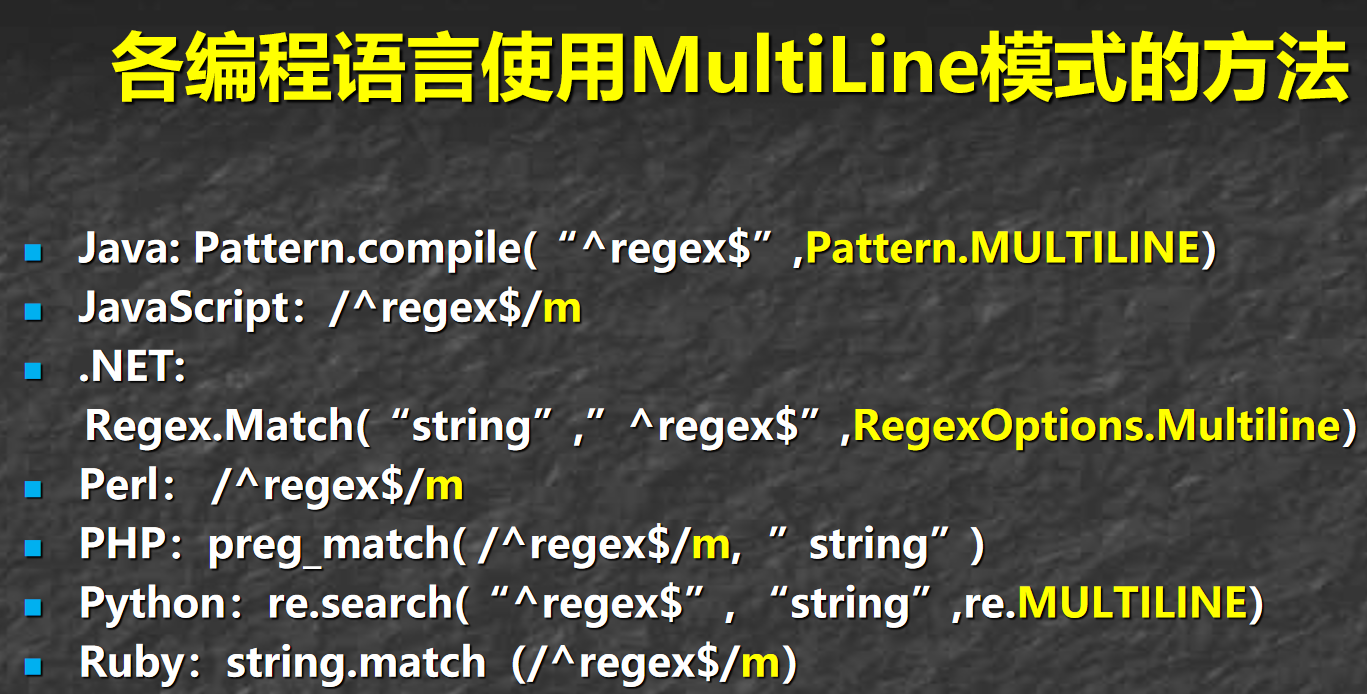 各编程语言使用MultiLine模式的方法
Java: Pattern.compile(“^regex$”,Pattern.MULTILINE)
JavaScript：/^regex$/m
.NET:
Regex.Match(“string”,”^regex$”,RegexOptions.Multiline)
Perl： /^regex$/m
PHP：preg_match( /^regex$/m, ”string”)
Python：re.search(“^regex$”, “string”,re.MULTILINE)
Ruby：string.match（/^regex$/m)